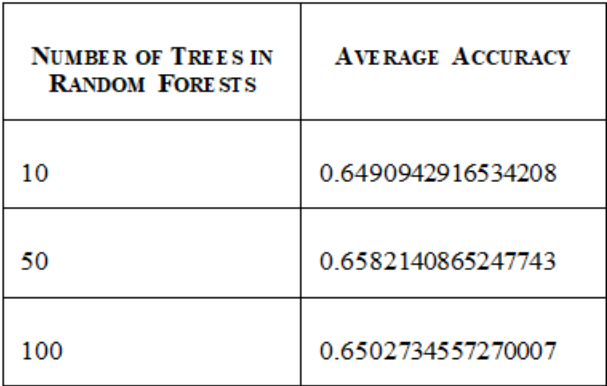 NUMBER OF TREES IN
RANDOM FORESTS
AVERAGE ACCURACY
10
0.6490942916534208
50
0.6582140865247743
100
0.6502734557270007